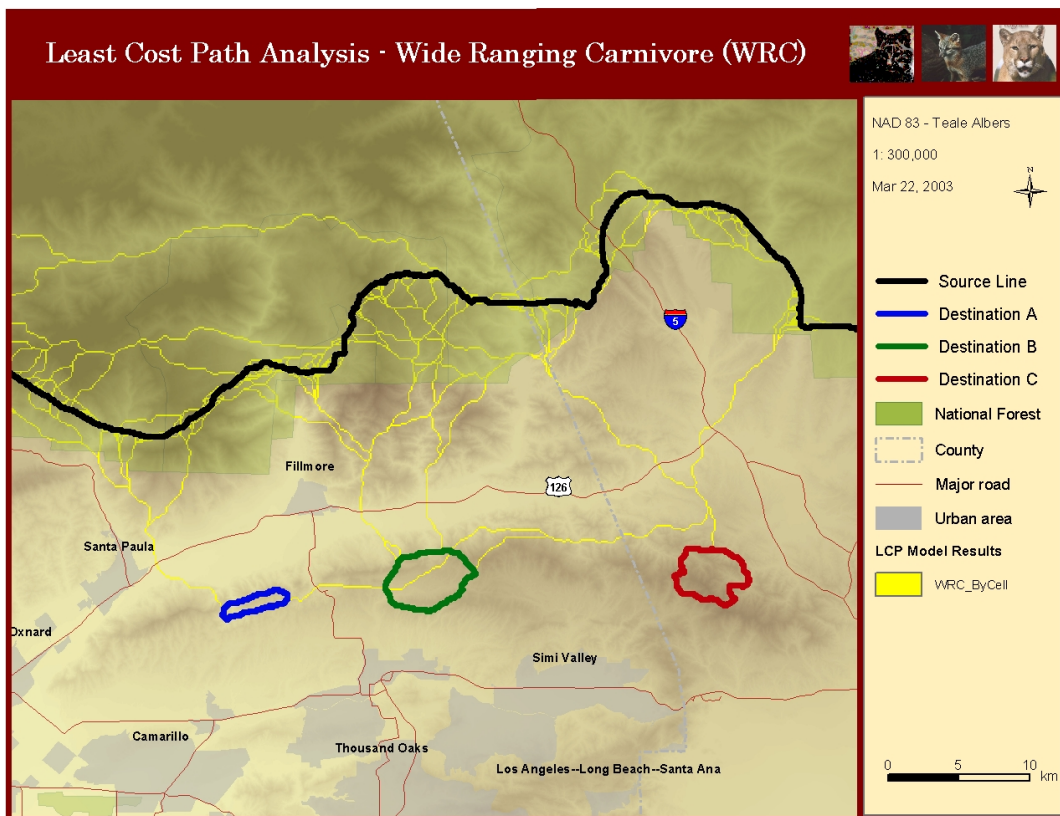 Least Cost Path Analysis - Wide Ranging Carnivore (WRC)
NAD 83 - Teale Albers
1: 300,000
Mar 22, 2003
N
Source Line
Destination A
Destination B
Destination C
National Forest
County
Major road
Urban area
LCP Model Results
WRC_ByCell
0 5 10
km
5
Fillmore
126
Santa Paula
Oxnard
Simi Valley
Camarillo
Thousand Oaks
Los Angeles--Long Beach--Santa Ana